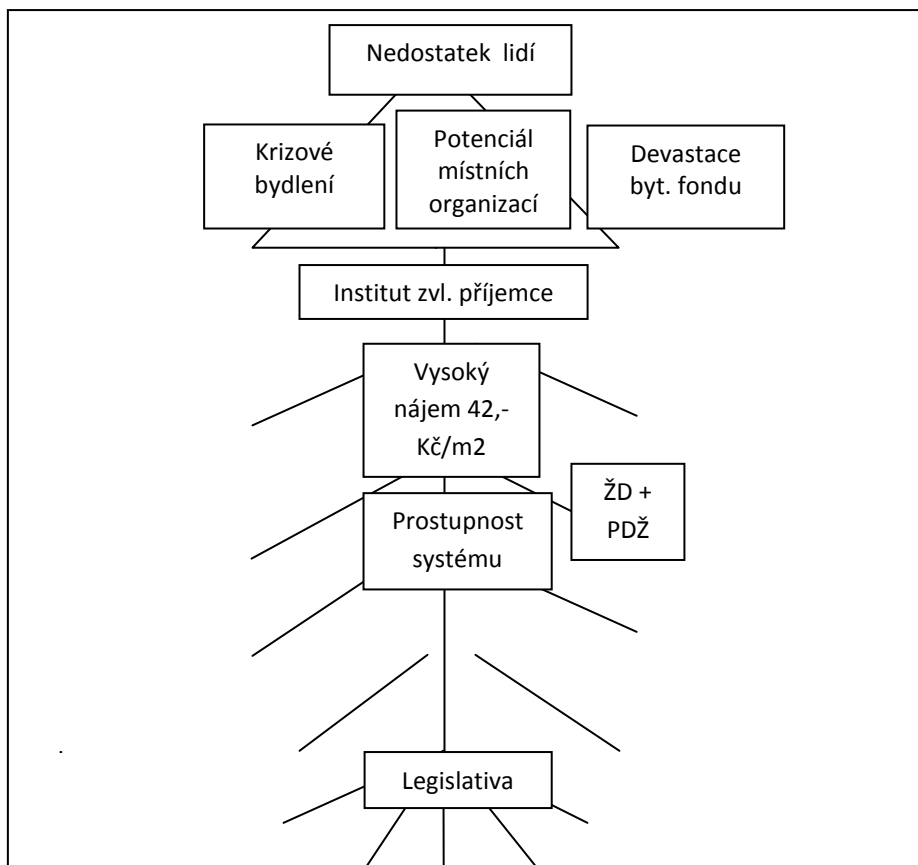 Nedostatek lidí
Krizové
bydlení
Potenciál
místních
organizací
Devastace
byt. fondu
Institut zvl. příjemce
Vysoký
nájem 42,-
Kč/m2
ŽD +
PDŽ
Prostupnost
systému
Legislativa